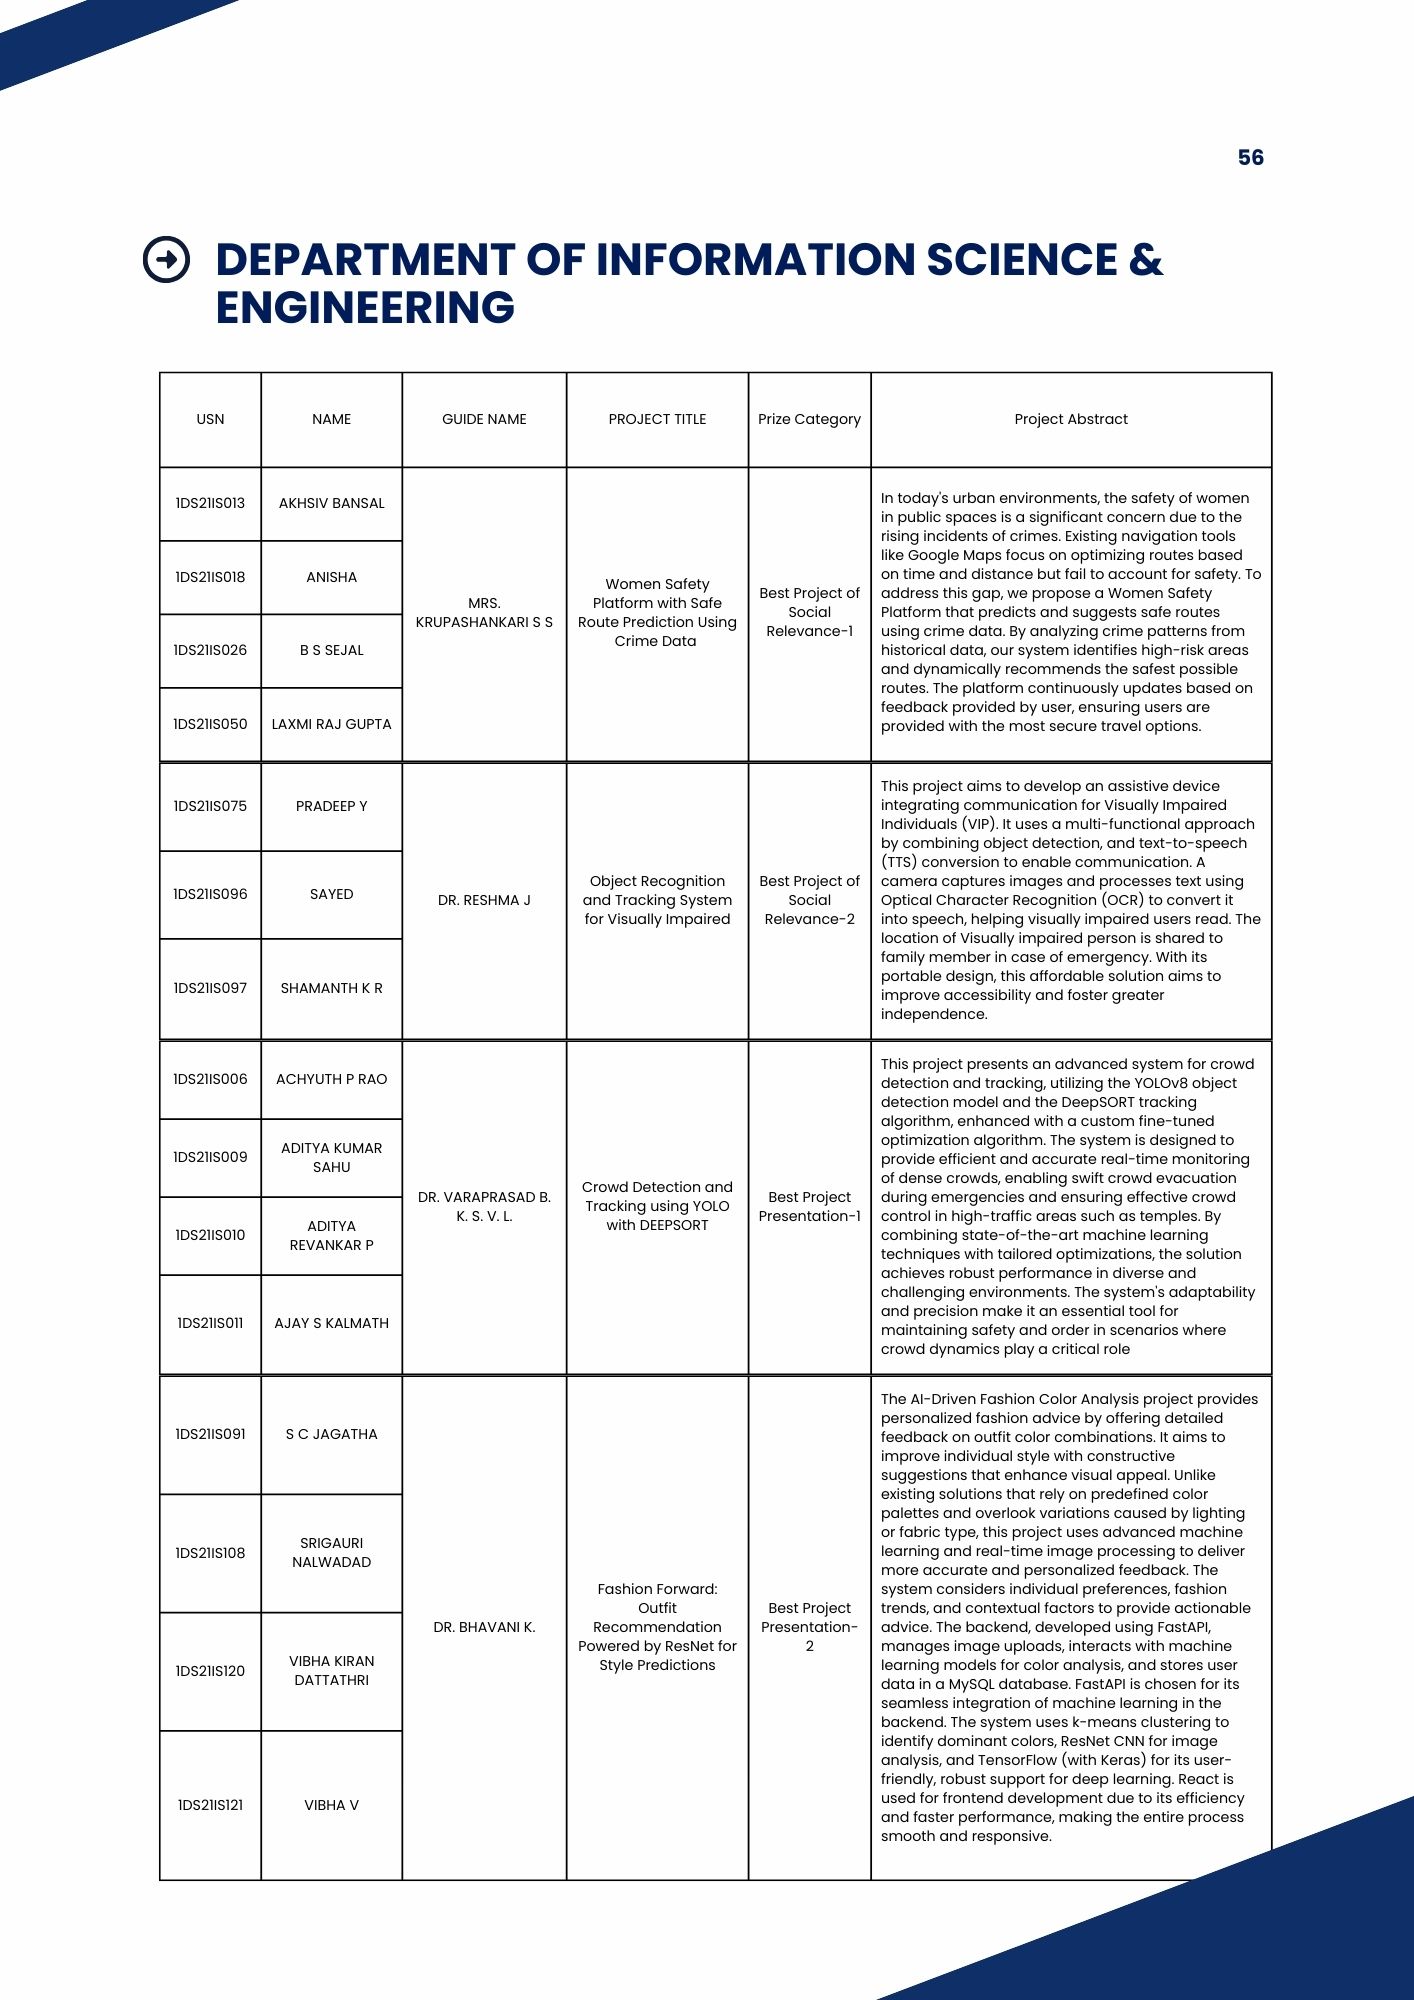 56
DEPARTMENT OF INFORMATION SCIENCE &
ENGINEERING
USN
NAME
GUIDE NAME
PROJECT TITLE
Prize Category
Project Abstract
1DS21IS013
AKHSIV BANSAL
1DS21IS018
ANISHA
1DS21IS026
B S SEJAL
1DS21IS050
LAXMI RAJ GUPTA
MRS.
KRUPASHANKARI S S
Women Safety
Platform with Safe
Route Prediction Using
Crime Data
Best Project of
Social
Relevance-1
In today's urban environments, the safety of women
in public spaces is a significant concern due to the
rising incidents of crimes. Existing navigation tools
like Google Maps focus on optimizing routes based
on time and distance but fail to account for safety. To
address this gap, we propose a Women Safety
Platform that predicts and suggests safe routes
using crime data. By analyzing crime patterns from
historical data, our system identifies high-risk areas
and dynamically recommends the safest possible
routes. The platform continuously updates based on
feedback provided by user, ensuring users are
provided with the most secure travel options.
1DS21IS075
PRADEEP Y
1DS21IS096
SAYED
1DS21IS097
SHAMANTH K R
DR. RESHMA J
Object Recognition
and Tracking System
for Visually Impaired
Best Project of
Social
Relevance-2
This project aims to develop an assistive device
integrating communication for Visually Impaired
Individuals (VIP). It uses a multi-functional approach
by combining object detection, and text-to-speech
(TTS) conversion to enable communication. A
camera captures images and processes text using
Optical Character Recognition (OCR) to convert it
into speech, helping visually impaired users read. The
location of Visually impaired person is shared to
family member in case of emergency. With its
portable design, this affordable solution aims to
improve accessibility and foster greater
independence.
1DS21IS006
ACHYUTH P RAO
1DS21IS009
ADITYA KUMAR
SAHU
1DS21IS010
ADITYA
REVANKAR P
1DS21IS011
AJAY S KALMATH
DR. VARAPRASAD B.
K. S. V. L.
Crowd Detection and
Tracking using YOLO
with DEEPSORT
Best Project
Presentation-1
This project presents an advanced system for crowd
detection and tracking, utilizing the YOLOv8 object
detection model and the DeepSORT tracking
algorithm, enhanced with a custom fine-tuned
optimization algorithm. The system is designed to
provide efficient and accurate real-time monitoring
of dense crowds, enabling swift crowd evacuation
during emergencies and ensuring effective crowd
control in high-traffic areas such as temples. By
combining state-of-the-art machine learning
techniques with tailored optimizations, the solution
achieves robust performance in diverse and
challenging environments. The system's adaptability
and precision make it an essential tool for
maintaining safety and order in scenarios where
crowd dynamics play a critical role
1DS21IS091
S C JAGATHA
1DS21IS108
SRIGAURI
NALWADAD
1DS21IS120
VIBHA KIRAN
DATTATHRI
1DS21IS121
VIBHA V
DR. BHAVANI K.
Fashion Forward:
Outfit
Recommendation
Powered by ResNet for
Style Predictions
Best Project
Presentation-
2
The AI-Driven Fashion Color Analysis project provides
personalized fashion advice by offering detailed
feedback on outfit color combinations. It aims to
improve individual style with constructive
suggestions that enhance visual appeal. Unlike
existing solutions that rely on predefined color
palettes and overlook variations caused by lighting
or fabric type, this project uses advanced machine
learning and real-time image processing to deliver
more accurate and personalized feedback. The
system considers individual preferences, fashion
trends, and contextual factors to provide actionable
advice. The backend, developed using FastAPI,
manages image uploads, interacts with machine
learning models for color analysis, and stores user
data in a MySQL database. FastAPI is chosen for its
seamless integration of machine learning in the
backend. The system uses k-means clustering to
identify dominant colors, ResNet CNN for image
analysis, and TensorFlow (with Keras) for its user-
friendly, robust support for deep learning. React is
used for frontend development due to its efficiency
and faster performance, making the entire process
smooth and responsive.